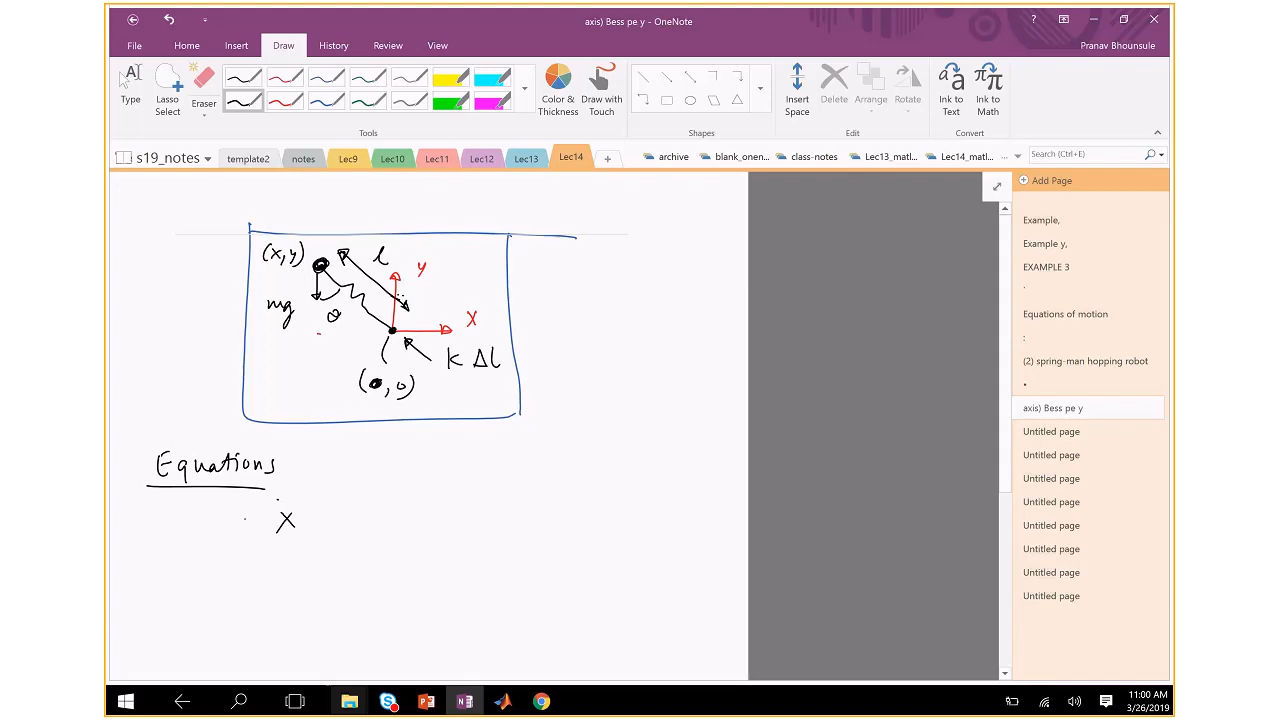 axis) Bess pe y - OneNote
?
File Home Insert Draw History Review View
Pranav Bhounsule
Type
Lasso Select
Eraser
Color & Thickness
Draw with Touch
Insert Space
Delete
Arrange
Rotate
Ink to Text
Ink to Math
Tools
Shapes
Edit
Convert
s19_notes
template2 notes Lec9 Lec10 Lec11 Lec12 Lec13 Lec14 +
archive blank_onen... class-notes Lec13_matl... Lec14_matl... ...
Search (Ctrl+E)
Add Page
Example,
Example y,
EXAMPLE 3
Equations of motion
:
(2) spring-man hopping robot
axis) Bess pe y
Untitled page
Untitled page
Untitled page
Untitled page
Untitled page
Untitled page
Untitled page
Untitled page
(x,y)
l
y
mg
θ
x
k Δl
(0,0)
Equations
ẍ
11:00 AM
3/26/2019